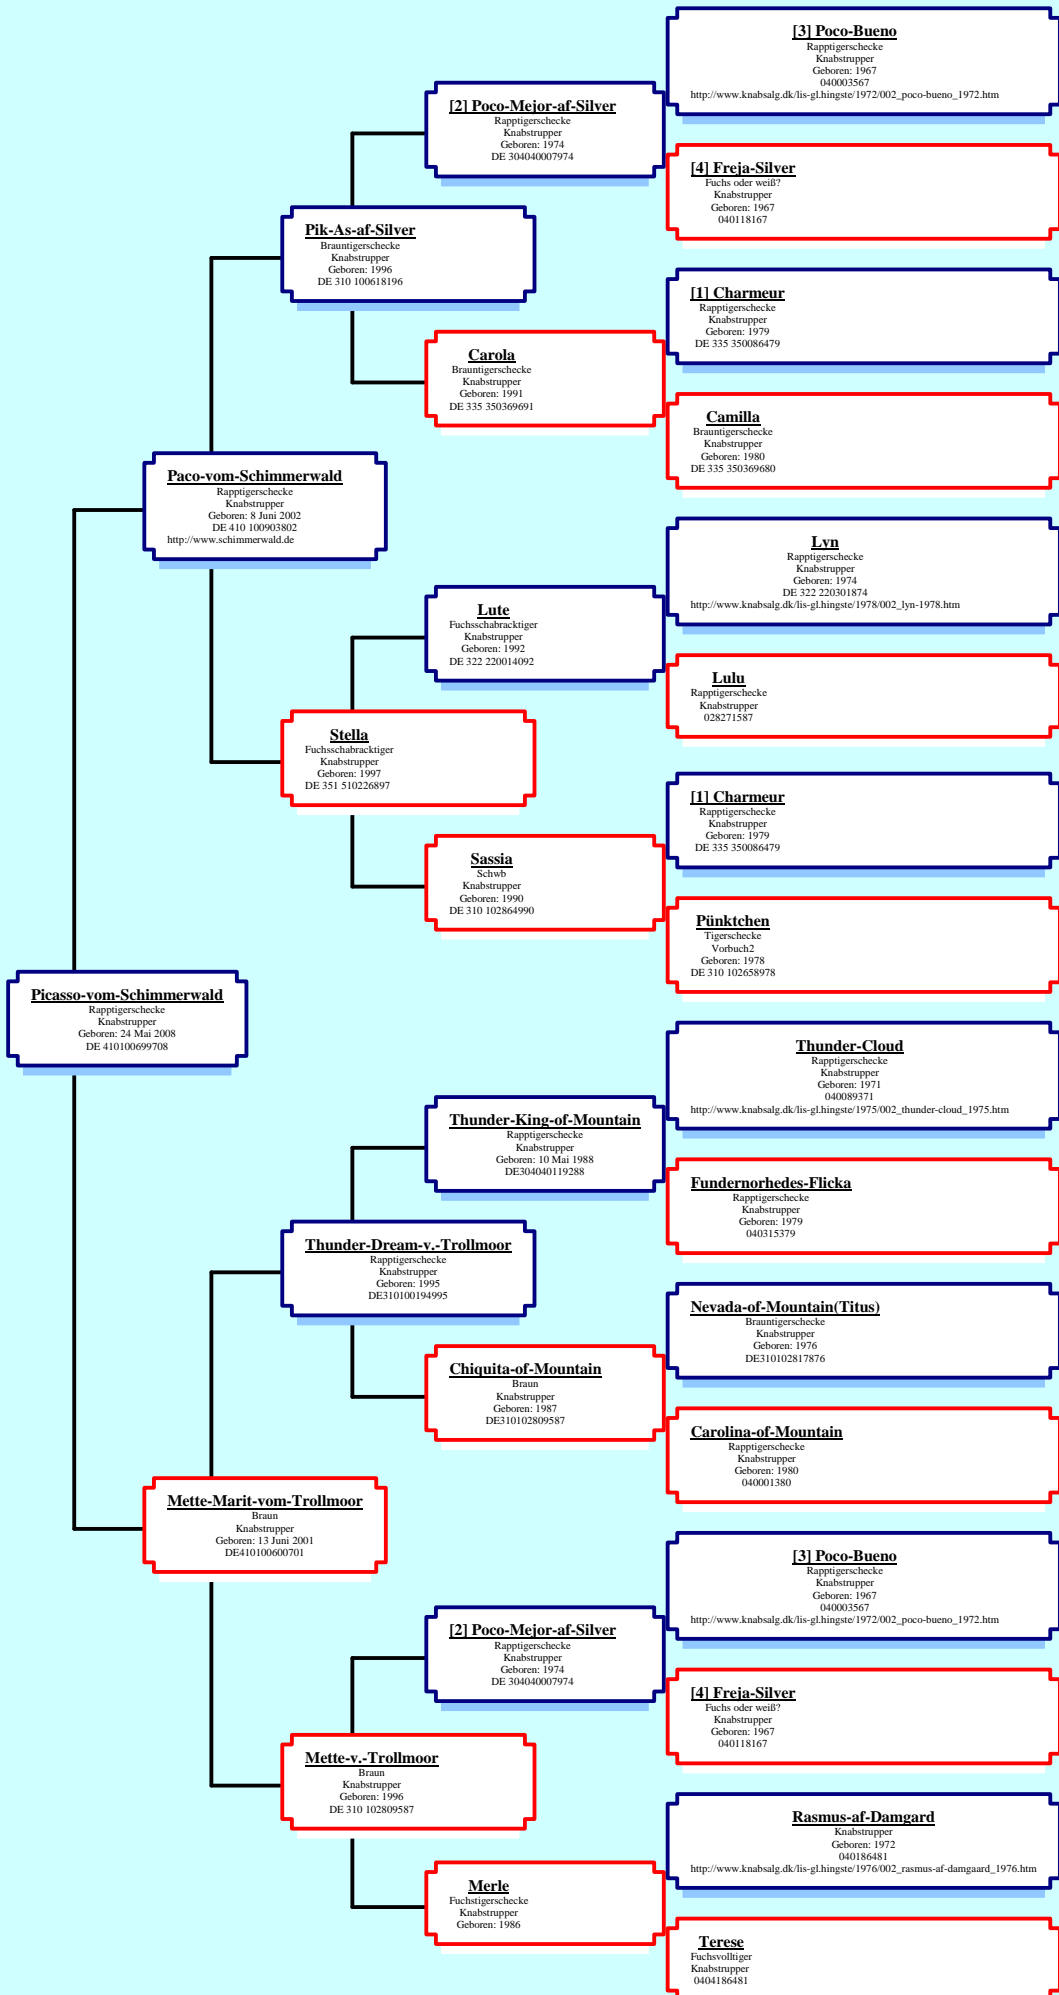 [3] Poco-Bueno
Rapptigerschecke
Knabstrupper
Geboren: 1967
040003567
http://www.knabsalg.dk/lis-gl.hingste/1972/002_poco-bueno_1972.htm
[2] Poco-Mejor-af-Silver
Rapptigerschecke
Knabstrupper
Geboren: 1974
DE 304040007974
[4] Freja-Silver
Fuchs oder weiß?
Knabstrupper
Geboren: 1967
040118167
Pik-As-af-Silver
Brauntigerschecke
Knabstrupper
Geboren: 1996
DE 310 100618196
[1] Charmeur
Rapptigerschecke
Knabstrupper
Geboren: 1979
DE 335 350086479
Carola
Brauntigerschecke
Knabstrupper
Geboren: 1991
DE 335 350369691
Camilla
Brauntigerschecke
Knabstrupper
Geboren: 1980
DE 335 350369680
Paco-vom-Schimmerwald
Rapptigerschecke
Knabstrupper
Geboren: 8 Juni 2002
DE 410 100903802
http://www.schimmerwald.de
Lyn
Rapptigerschecke
Knabstrupper
Geboren: 1974
DE 322 220301874
http://www.knabsalg.dk/lis-gl.hingste/1978/002_lyn-1978.htm
Lute
Fuchsschabracktiger
Knabstrupper
Geboren: 1992
DE 322 220014092
Lulu
Rapptigerschecke
Knabstrupper
028271587
Stella
Fuchsschabracktiger
Knabstrupper
Geboren: 1997
DE 351 510226897
[1] Charmeur
Rapptigerschecke
Knabstrupper
Geboren: 1979
DE 335 350086479
Sassia
Schwb
Knabstrupper
Geboren: 1990
DE 310 102864990
Pünktchen
Tigerschecke
Vorbuch2
Geboren: 1978
DE 310 102658978
Picasso-vom-Schimmerwald
Rapptigerschecke
Knabstrupper
Geboren: 24 Mai 2008
DE 410100699708
Thunder-Cloud
Rapptigerschecke
Knabstrupper
Geboren: 1971
040089371
http://www.knabsalg.dk/lis-gl.hingste/1975/002_thunder-cloud_1975.htm
Thunder-King-of-Mountain
Rapptigerschecke
Knabstrupper
Geboren: 10 Mai 1988
DE304040119288
Fundernorhedes-Flicka
Rapptigerschecke
Knabstrupper
Geboren: 1979
040315379
Thunder-Dream-v.-Trollmoor
Rapptigerschecke
Knabstrupper
Geboren: 1995
DE310100194995
Nevada-of-Mountain(Titus)
Brauntigerschecke
Knabstrupper
Geboren: 1976
DE310102817876
Chiquita-of-Mountain
Braun
Knabstrupper
Geboren: 1987
DE310102809587
Carolina-of-Mountain
Rapptigerschecke
Knabstrupper
Geboren: 1980
040001380
Mette-Marit-vom-Trollmoor
Braun
Knabstrupper
Geboren: 13 Juni 2001
DE410100600701
[3] Poco-Bueno
Rapptigerschecke
Knabstrupper
Geboren: 1967
040003567
http://www.knabsalg.dk/lis-gl.hingste/1972/002_poco-bueno_1972.htm
[2] Poco-Mejor-af-Silver
Rapptigerschecke
Knabstrupper
Geboren: 1974
DE 304040007974
[4] Freja-Silver
Fuchs oder weiß?
Knabstrupper
Geboren: 1967
040118167
Mette-v.-Trollmoor
Braun
Knabstrupper
Geboren: 1996
DE 310 102809587
Rasmus-af-Damgard
Knabstrupper
Geboren: 1972
040186481
http://www.knabsalg.dk/lis-gl.hingste/1976/002_rasmus-af-damgaard_1976.htm
Merle
Fuchstigerschecke
Knabstrupper
Geboren: 1986
Terese
Fuchsvolltiger
Knabstrupper
0404186481